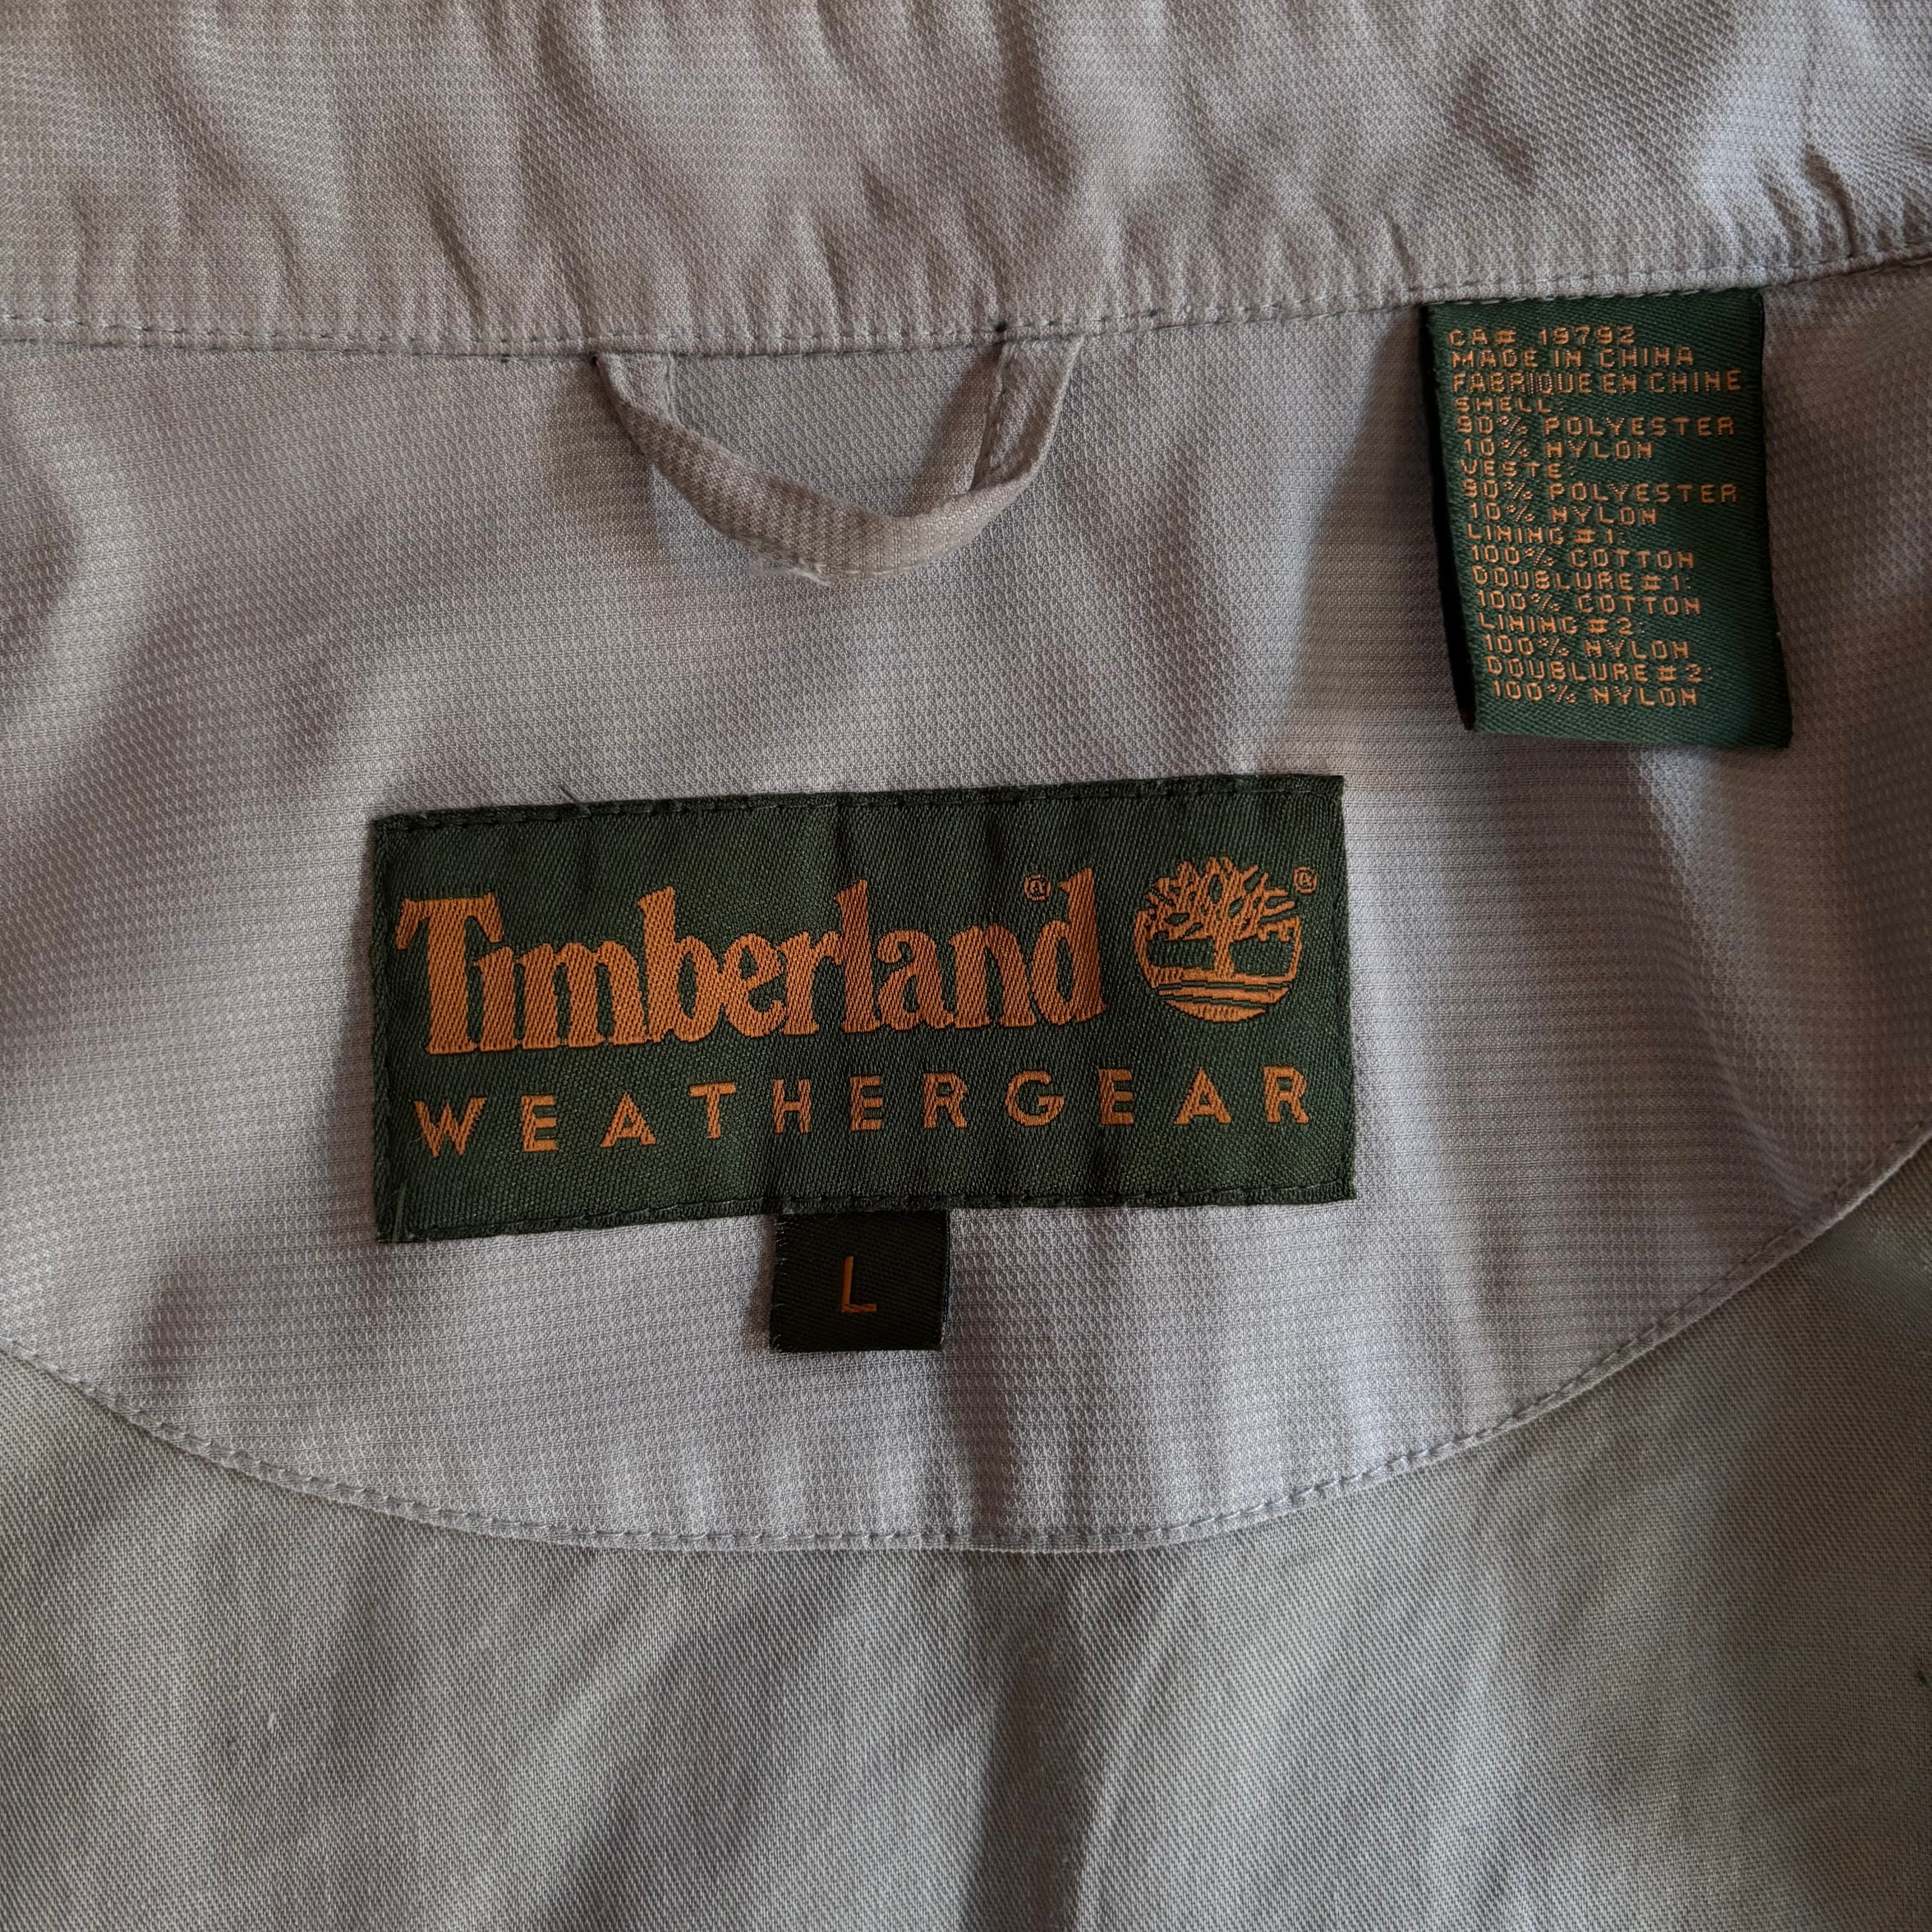 CA# 19792
MADE IN CHINA
FABRIQUE EN CHINE
SHELL:
90% POLYESTER
10% NYLON
VESTE:
90% POLYESTER
10% NYLON
LINING #1:
100% COTTON
DOUBLURE #1:
100% COTTON
LINING #2:
100% NYLON
DOUBLURE #2:
100% NYLON
Timberland® ®
WEATHERGEAR
L